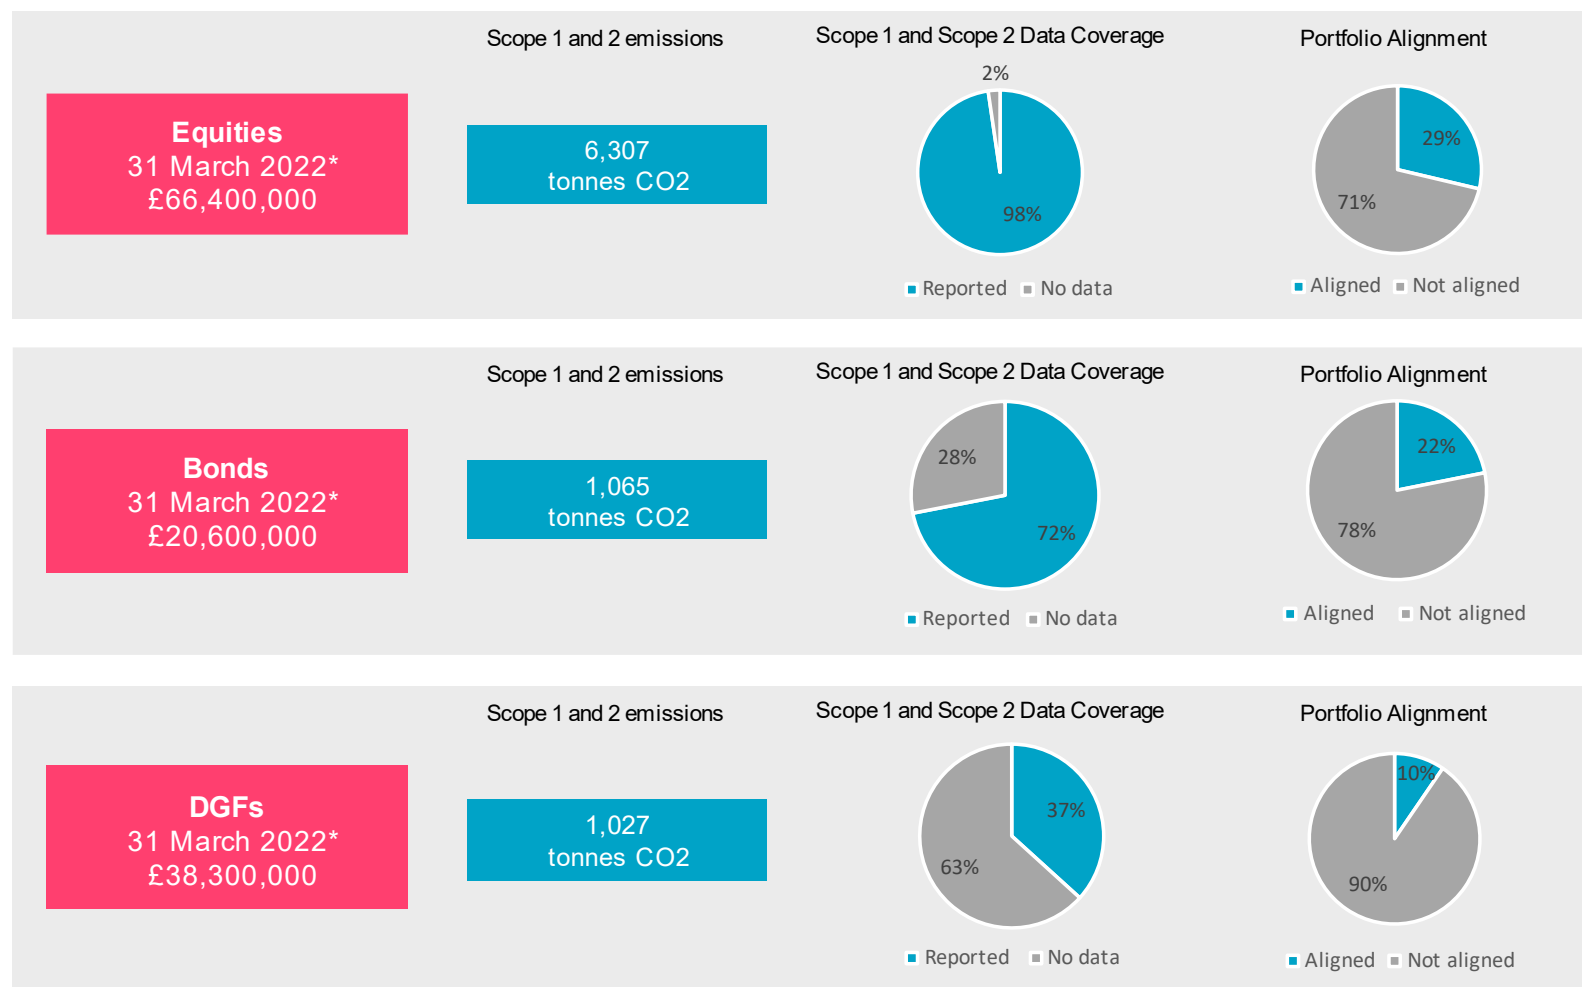 Scope 1 and 2 emissions
Scope 1 and Scope 2 Data Coverage
Portfolio Alignment
Equities
31 March 2022*
£66,400,000
6,307
tonnes CO2
2%
98%
Reported No data
29%
71%
Aligned Not aligned
Scope 1 and 2 emissions
Scope 1 and Scope 2 Data Coverage
Portfolio Alignment
Bonds
31 March 2022*
£20,600,000
1,065
tonnes CO2
28%
72%
Reported No data
22%
78%
Aligned Not aligned
Scope 1 and 2 emissions
Scope 1 and Scope 2 Data Coverage
Portfolio Alignment
DGFs
31 March 2022*
£38,300,000
1,027
tonnes CO2
37%
63%
Reported No data
10%
90%
Aligned Not aligned